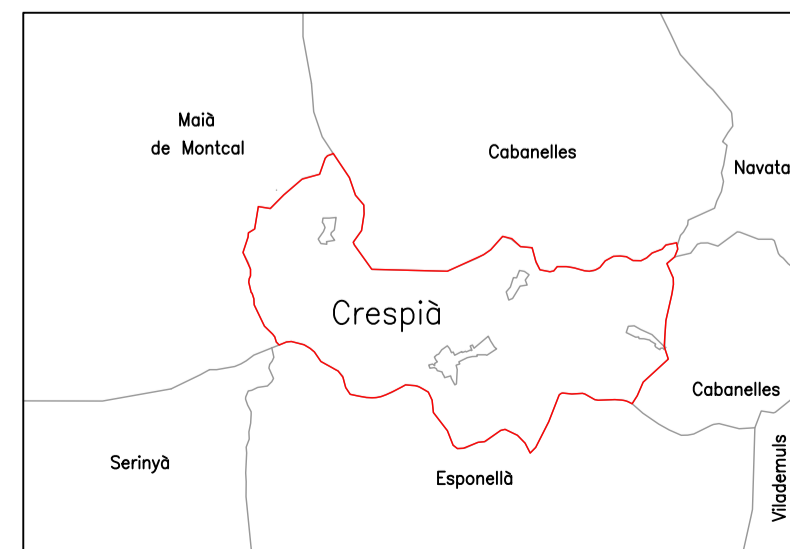 Maià
de Montcal
Cabanelles
Navata
Crespià
Cabanelles
Serinyà
Esponellà
Vilademuls